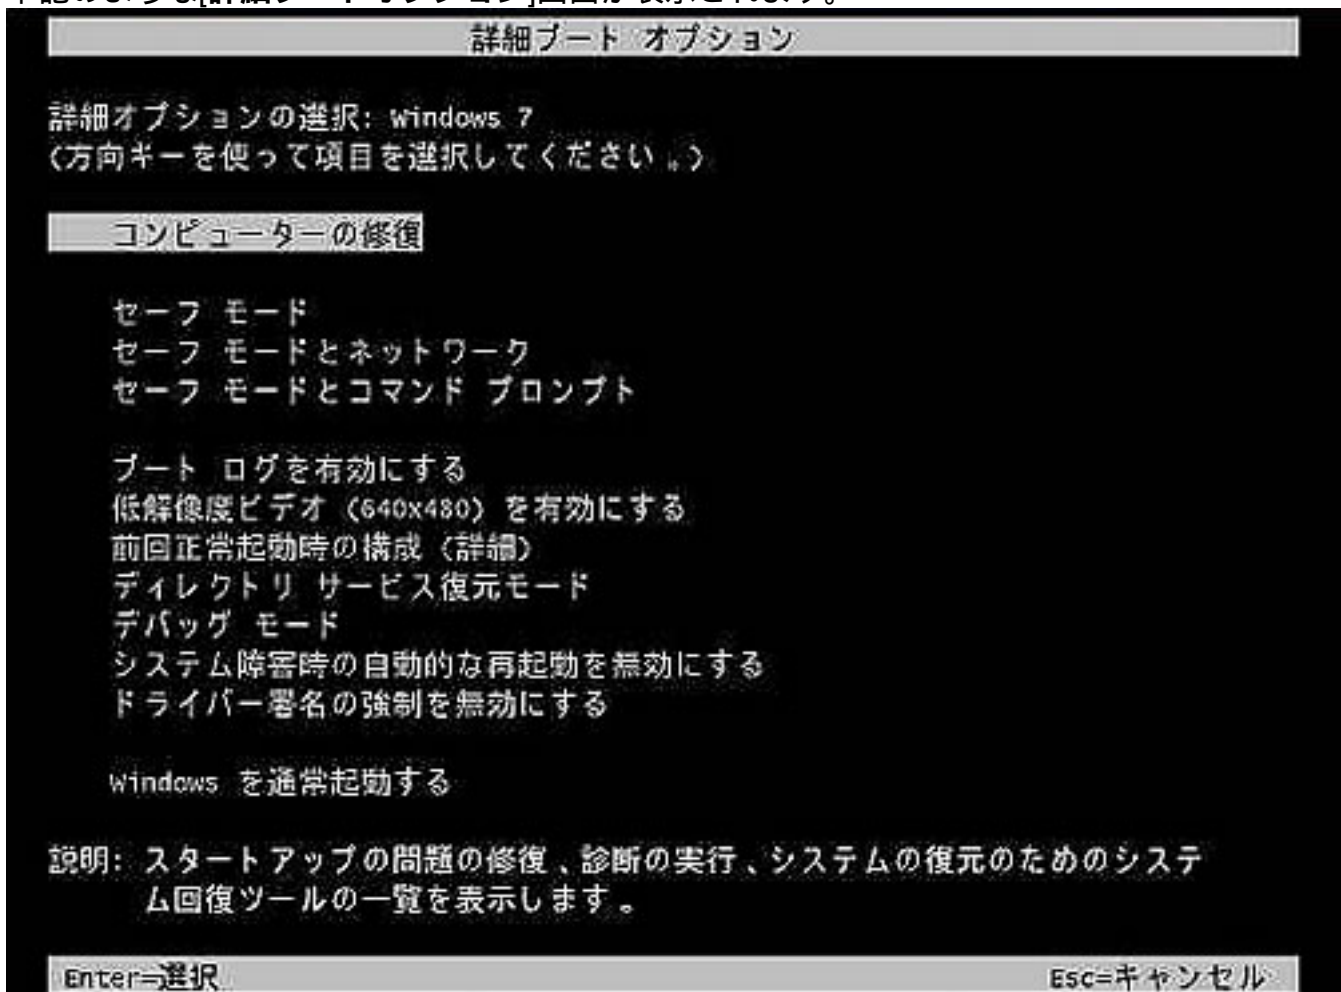 詳細ブート オプション
詳細オプションの選択: Windows 7
(方向キーを使って項目を選択してください。)
コンピューターの修復
セーフ モード
セーフ モードとネットワーク
セーフ モードとコマンド プロンプト
ブート ログを有効にする
低解像度ビデオ (640x480) を有効にする
前回正常起動時の構成 (詳細)
ディレクトリ サービス復元モード
デバッグ モード
システム障害時の自動的な再起動を無効にする
ドライバー署名の強制を無効にする
Windows を通常起動する
説明: スタートアップの問題の修復、診断の実行、システムの復元のためのシステ
ム回復ツールの一覧を表示します。
Enter=選択 Esc=キャンセル